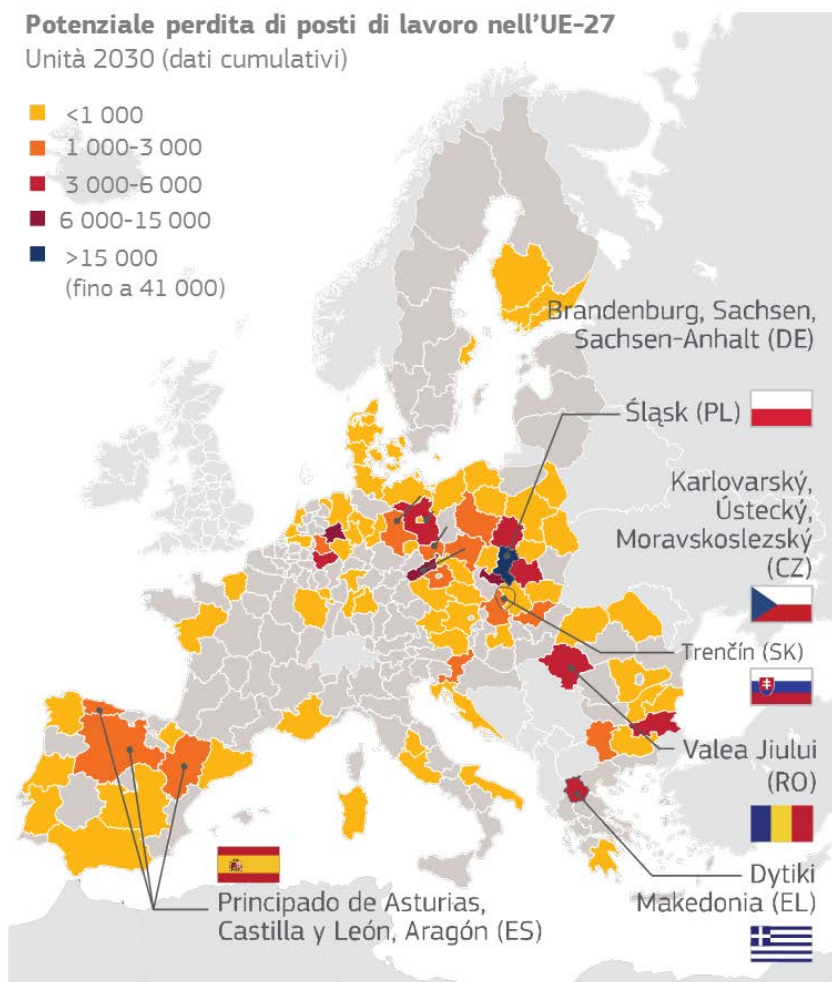 Potenziale perdita di posti di lavoro nell'UE-27
Unità 2030 (dati cumulativi)
<1 000
1 000-3 000
3 000-6 000
6 000-15 000
>15 000
(fino a 41 000)
Brandenburg, Sachsen,
Sachsen-Anhalt (DE)
Śląsk (PL)
Karlovarský,
Ústecký,
Moravskoslezský
(CZ)
Trenčín (SK)
Valea Jiului
(RO)
Dytiki
Makedonia (EL)
Principado de Asturias,
Castilla y León, Aragón (ES)